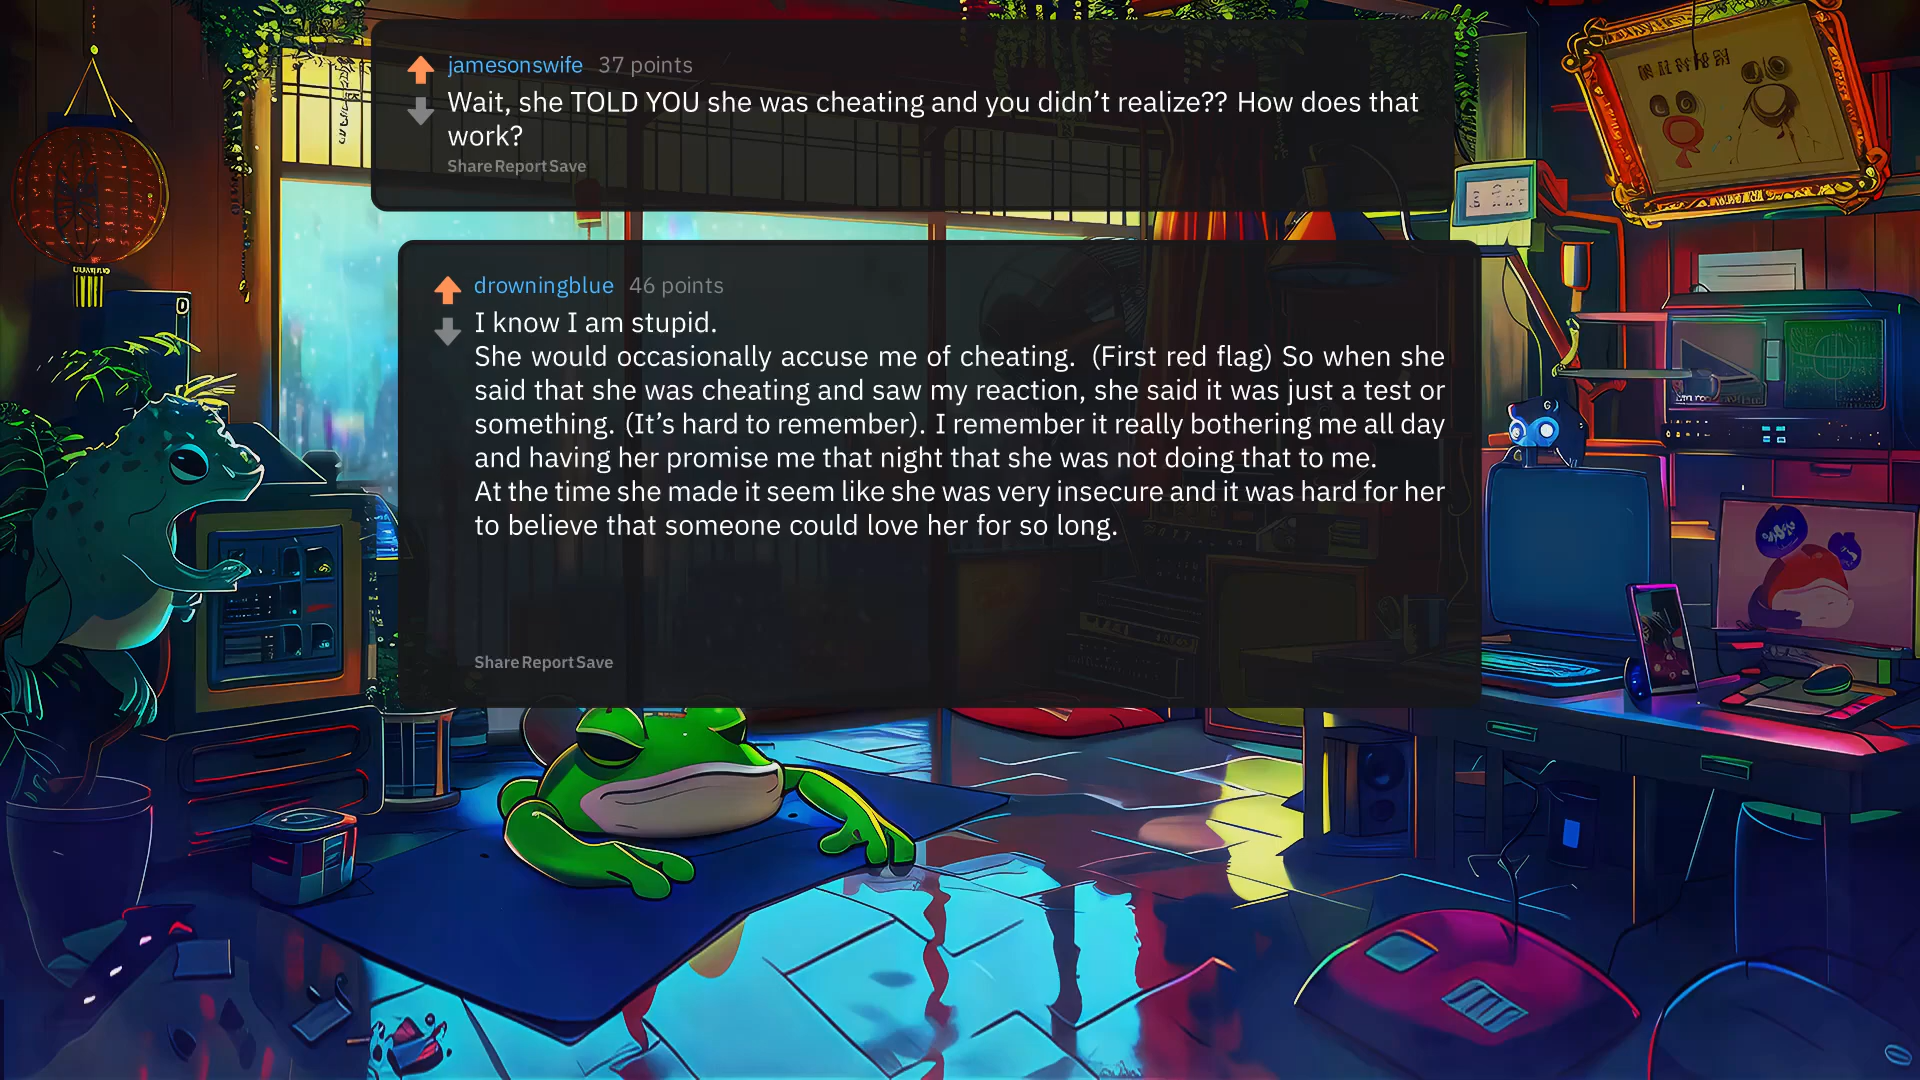 jamesonswife 37 points
Wait, she TOLD YOU she was cheating and you didn’t realize?? How does that
work?
Share Report Save
drowningblue 46 points
I know I am stupid.
She would occasionally accuse me of cheating. (First red flag) So when she
said that she was cheating and saw my reaction, she said it was just a test or
something. (It’s hard to remember). I remember it really bothering me all day
and having her promise me that night that she was not doing that to me.
At the time she made it seem like she was very insecure and it was hard for her
to believe that someone could love her for so long.
Share Report Save